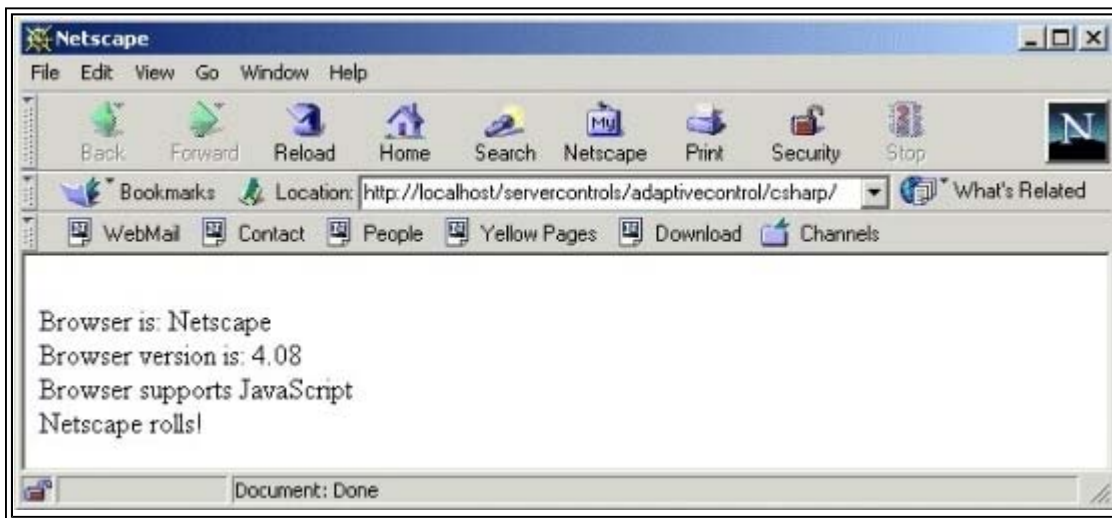 Netscape
File Edit View Go Window Help
Back Forward Reload Home Search My Netscape Print Security Stop N
Bookmarks Location: http://localhost/servercontrols/adaptivecontrol/csharp/ What's Related
WebMail Contact People Yellow Pages Download Channels
Browser is: Netscape
Browser version is: 4.08
Browser supports JavaScript
Netscape rolls!
Document: Done